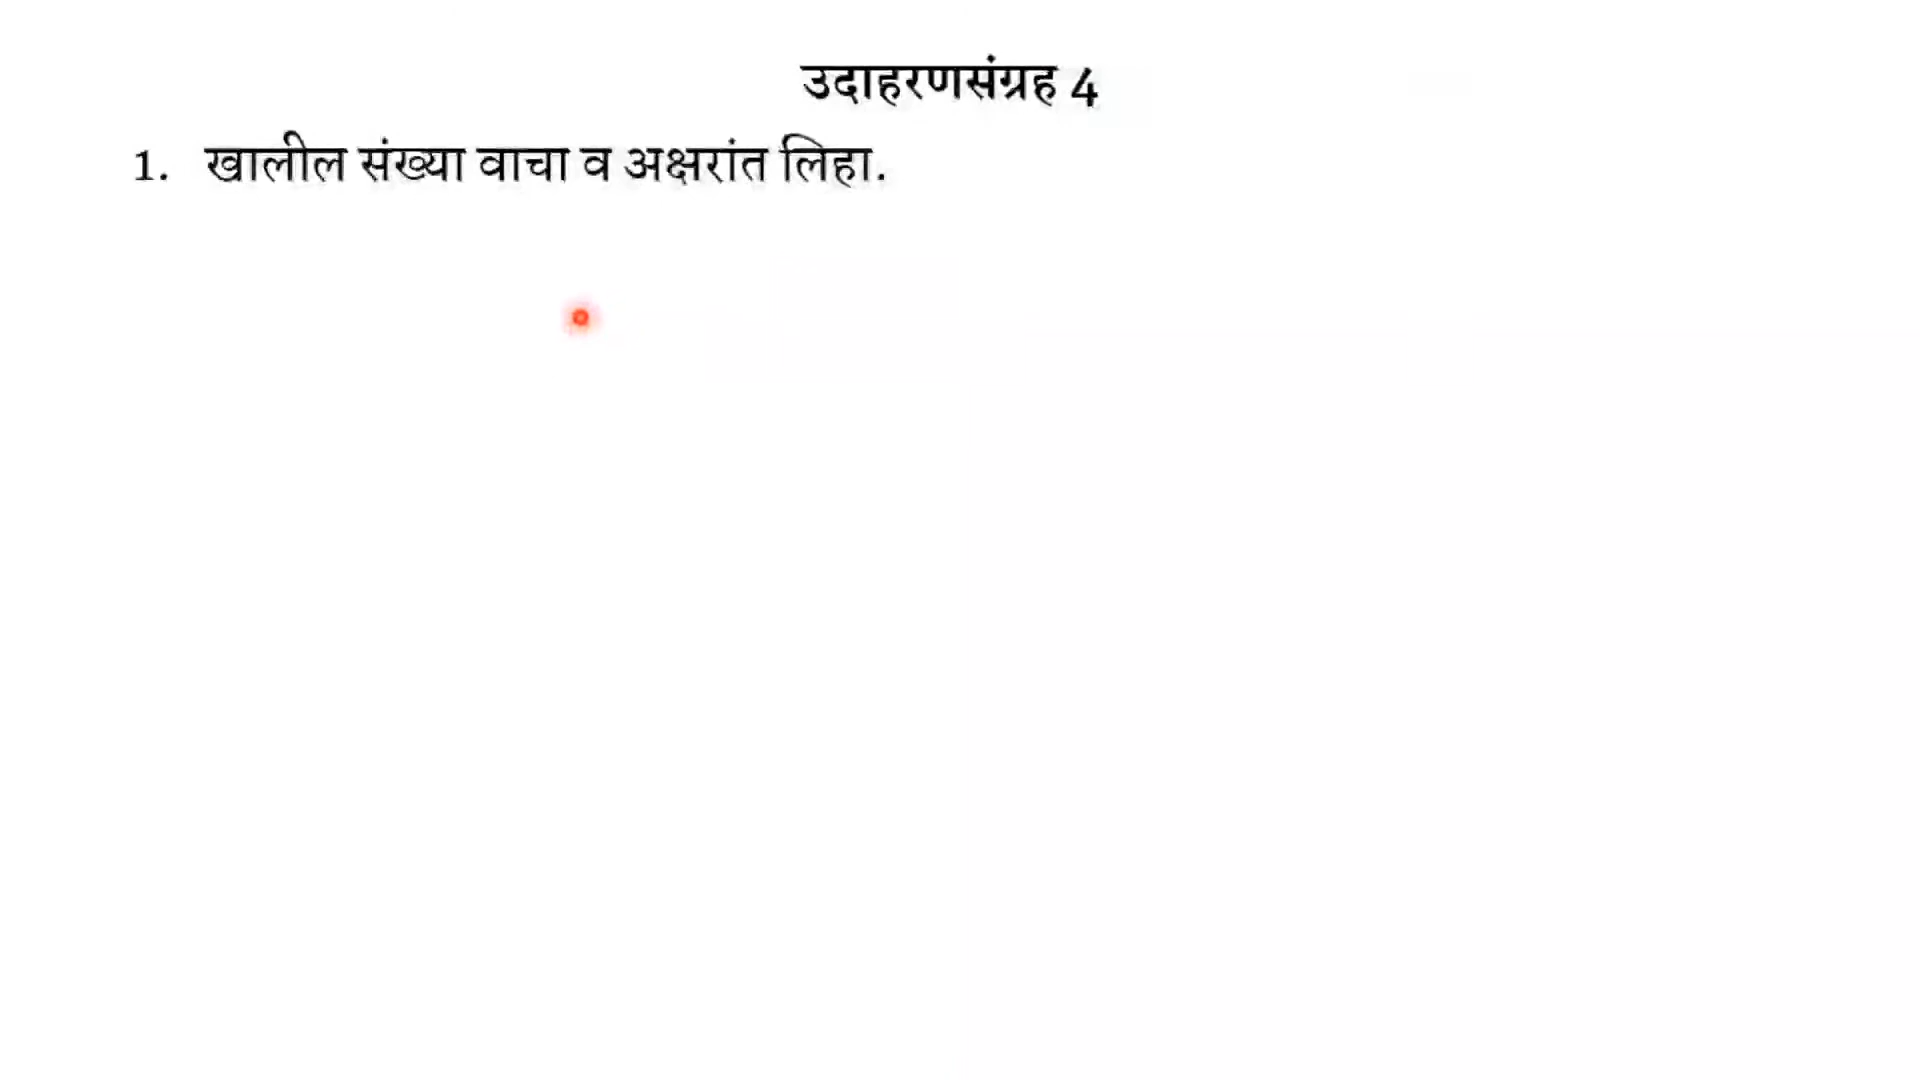 उदाहरणसंग्रह 4
1. खालील संख्या वाचा व अक्षरांत लिहा.